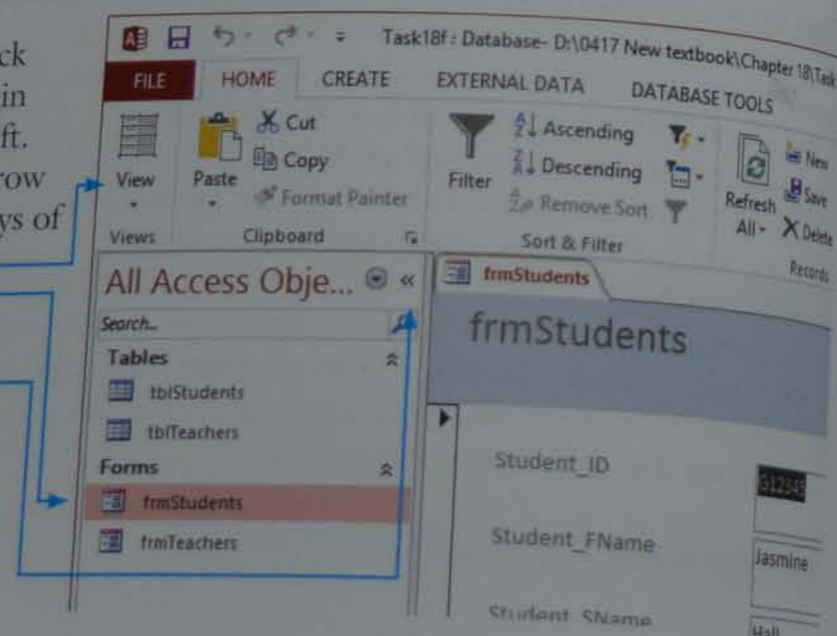 ck
in
ft.
row
ys of
Task18f : Database- D:\0417 New textbook\Chapter 18\Task
FILE HOME CREATE EXTERNAL DATA DATABASE TOOLS
View
Paste
Cut
Copy
Format Painter
Filter
Ascending
Descending
Remove Sort
Refresh
All
New
Save
Delete
Views Clipboard Sort & Filter Records
All Access Obje...
Search...
Tables
tblStudents
tblTeachers
Forms
frmStudents
frmTeachers
frmStudents
frmStudents
Student_ID G12345
Student_FName Jasmine
Student_SName Hall